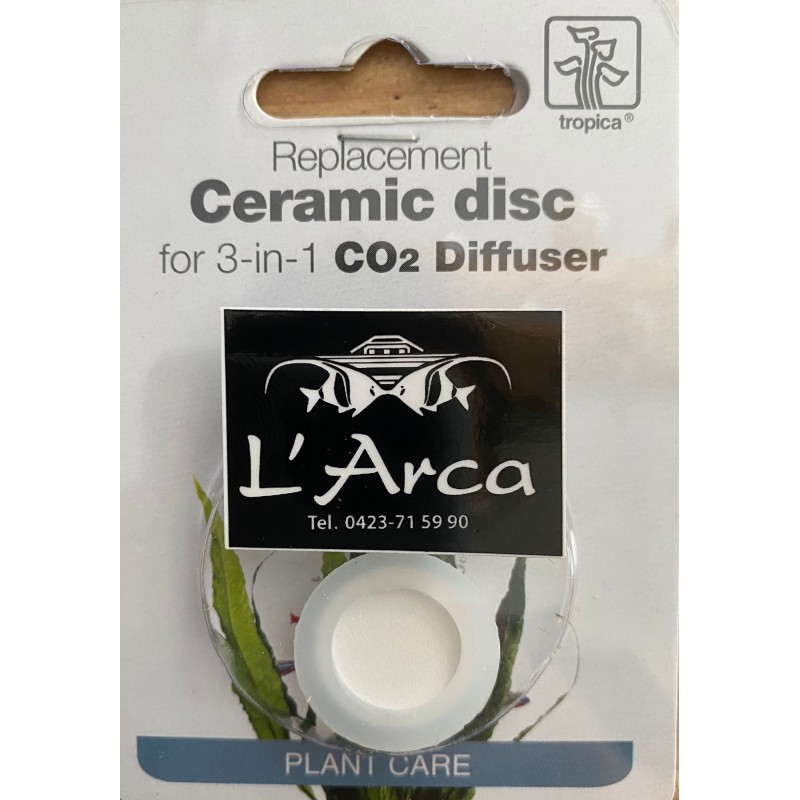 tropica®
Replacement
Ceramic disc
for 3-in-1 CO2 Diffuser
L'Arca
Tel. 0423-71 59 90
PLANT CARE